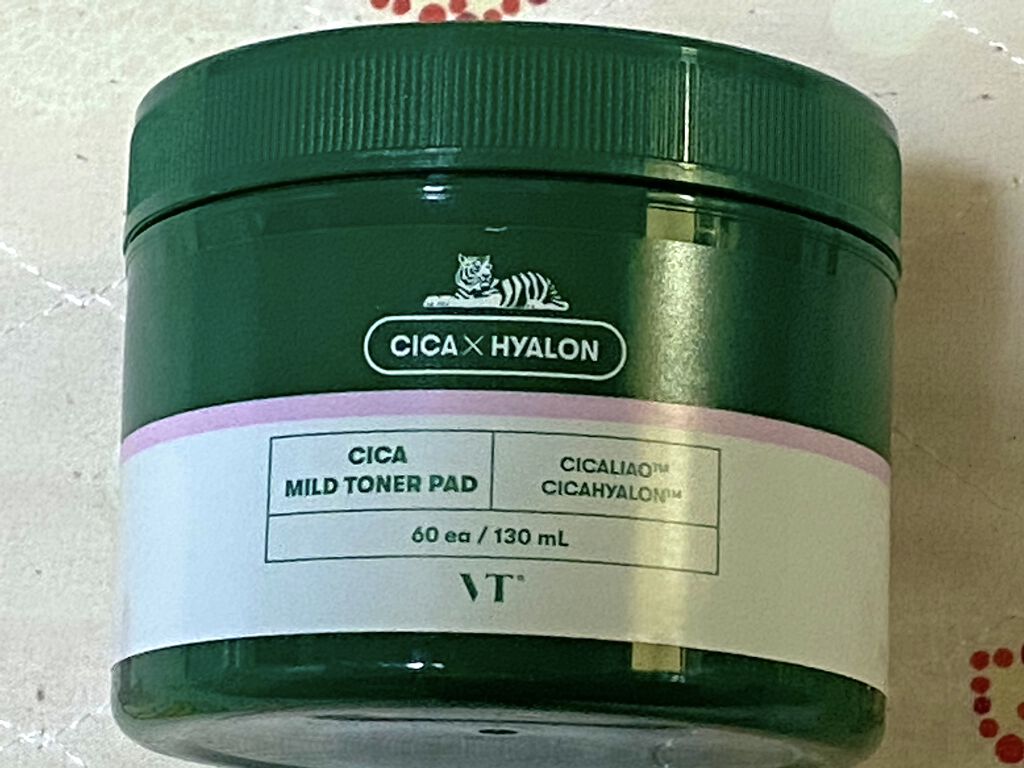 CICA × HYALON
CICA
MILD TONER PAD
CICALIAO™
CICAHYALON™
60 ea / 130 mL
VT®